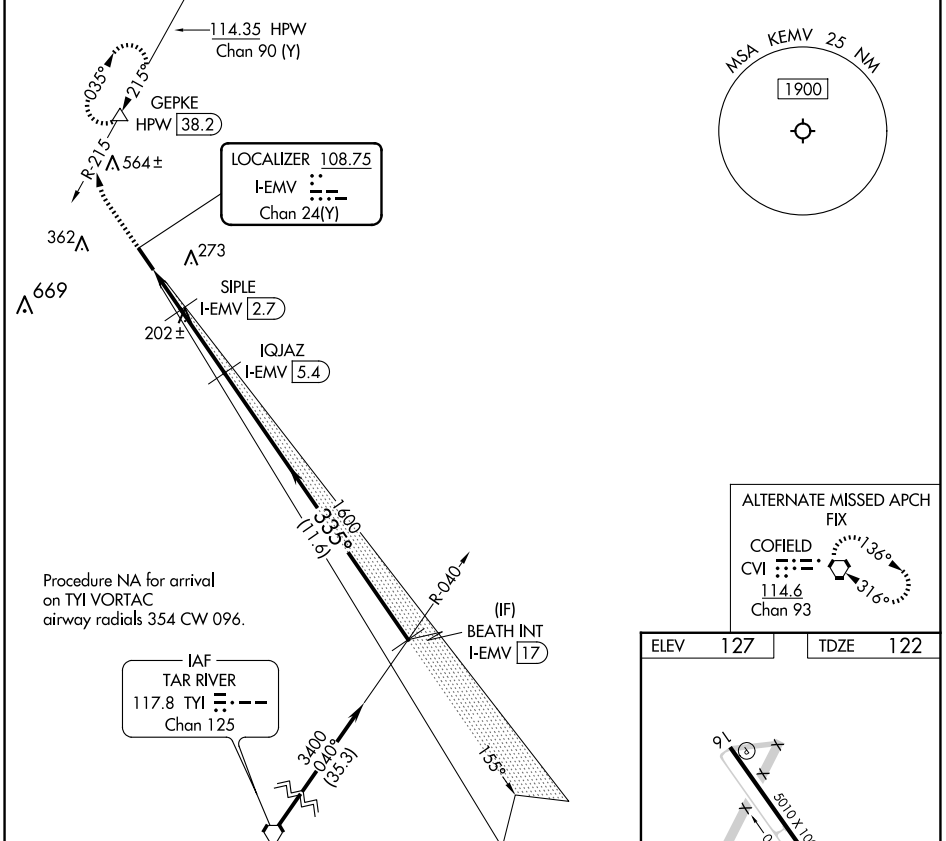 114.35 HPW
Chan 90 (Y)
035°
215°
GEPKE
HPW 38.2
R-215
564±
LOCALIZER 108.75
I-EMV
Chan 24(Y)
362
273
669
SIPLE
I-EMV 2.7
202±
IQJAZ
I-EMV 5.4
1600
335°
(11.6)
R-040
(IF)
BEATH INT
I-EMV 17
155°
Procedure NA for arrival
on TYI VORTAC
airway radials 354 CW 096.
IAF
TAR RIVER
117.8 TYI
Chan 125
3400
040°
(35.3)
MSA KEMV 25 NM
1900
ALTERNATE MISSED APCH
FIX
COFIELD
CVI
114.6
Chan 93
136°
316°
ELEV 127
TDZE 122
16
P
5010 X 10